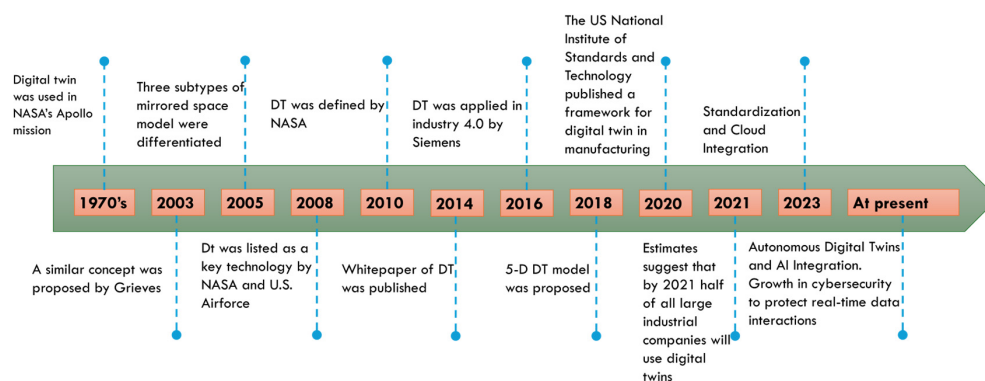 Digital twin
was used in
NASA's Apollo
mission
Three subtypes of
mirrored space
model were
differentiated
DT was defined by
NASA
DT was applied in
industry 4.0 by
Siemens
The US National
Institute of
Standards and
Technology
published a
framework for
digital twin in
manufacturing
Standardization
and Cloud
Integration
1970's
2003
2005
2008
2010
2014
2016
2018
2020
2021
2023
At present
A similar concept was
proposed by Grieves
Dt was listed as a
key technology by
NASA and U.S.
Airforce
Whitepaper of DT
was published
5-D DT model
was proposed
Estimates
suggest that
by 2021 half
of all large
industrial
companies will
use digital
twins
Autonomous Digital Twins
and AI Integration.
Growth in cybersecurity
to protect real-time data
interactions